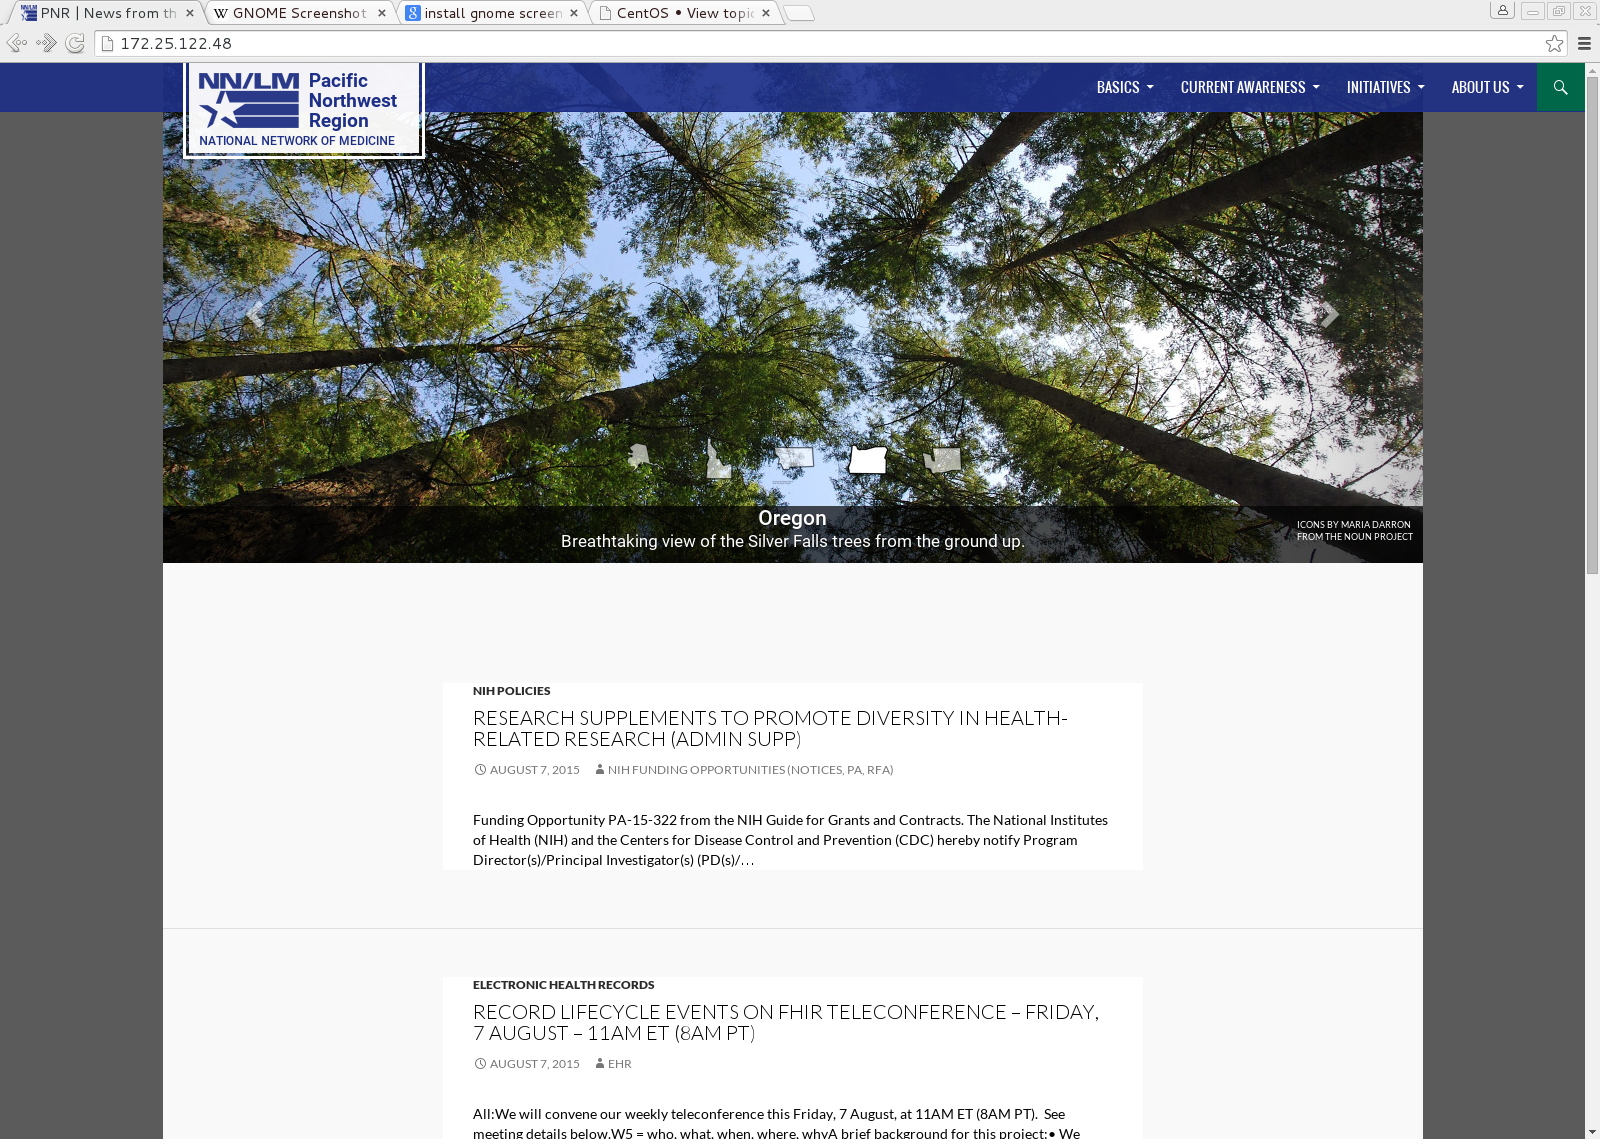 PNR | News from th
GNOME Screenshot
install gnome screen
CentOS • View topic
172.25.122.48
NN/LM
Pacific
Northwest
Region
NATIONAL NETWORK OF MEDICINE
BASICS
CURRENT AWARENESS
INITIATIVES
ABOUT US
Oregon
Breathtaking view of the Silver Falls trees from the ground up.
ICONS BY MARIA DARRON
FROM THE NOUN PROJECT
NIH POLICIES
RESEARCH SUPPLEMENTS TO PROMOTE DIVERSITY IN HEALTH-
RELATED RESEARCH (ADMIN SUPP)
AUGUST 7, 2015 NIH FUNDING OPPORTUNITIES (NOTICES, PA, RFA)
Funding Opportunity PA-15-322 from the NIH Guide for Grants and Contracts. The National Institutes
of Health (NIH) and the Centers for Disease Control and Prevention (CDC) hereby notify Program
Director(s)/Principal Investigator(s) (PD(s)/…
ELECTRONIC HEALTH RECORDS
RECORD LIFECYCLE EVENTS ON FHIR TELECONFERENCE – FRIDAY,
7 AUGUST – 11AM ET (8AM PT)
AUGUST 7, 2015 EHR
All:We will convene our weekly teleconference this Friday, 7 August, at 11AM ET (8AM PT). See
meeting details below.W5 = who, what, when, where, whyA brief background for this project:• We